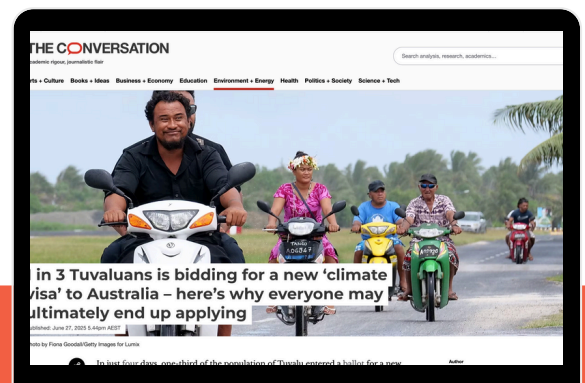 THE CONVERSATION
cademic rigour, journalistic flair
Search analysis, research, academics...
rts + Culture Books + Ideas Business + Economy Education Environment + Energy Health Politics + Society Science + Tech
in 3 Tuvaluans is bidding for a new ‘climate
visa’ to Australia – here’s why everyone may
ultimately end up applying
ublished: June 27, 2025 5.44pm AEST
hoto by Fiona Goodall/Getty Images for Lumix
In just four days, one-third of the population of Tuvalu entered a ballot for a new
Author